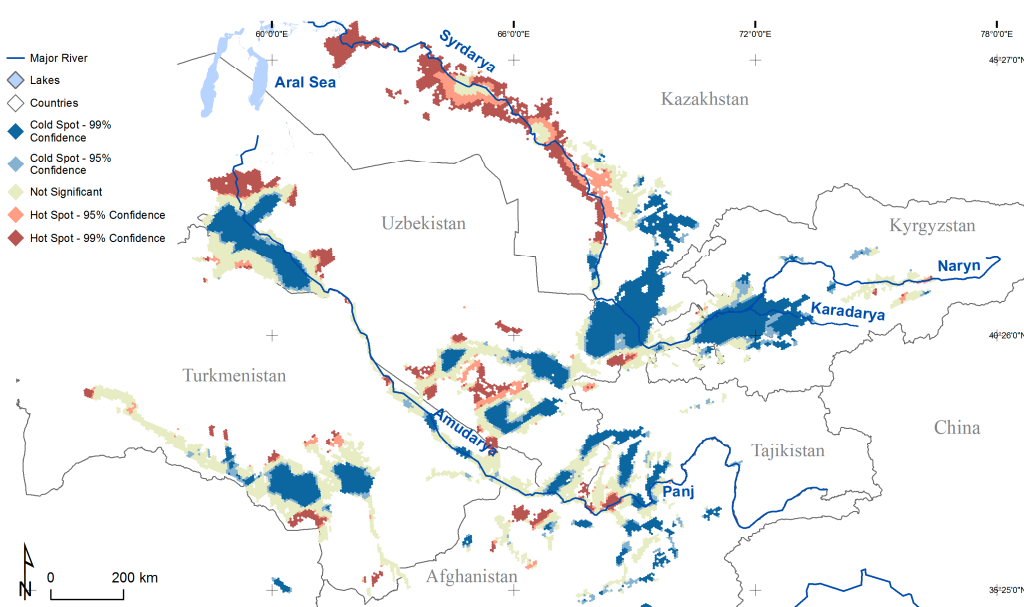 60°0'0"E
66°0'0"E
72°0'0"E
78°0'0"E
Major River
Lakes
Countries
Cold Spot - 99%
Confidence
Cold Spot - 95%
Confidence
Not Significant
Hot Spot - 95% Confidence
Hot Spot - 99% Confidence
Syrdarya
45°27'0"N
Aral Sea
Kazakhstan
Uzbekistan
Kyrgyzstan
Naryn
Karadarya
40°26'0"N
Turkmenistan
Amudarya
China
Tajikistan
Panj
Afghanistan
N
0 200 km
35°25'0"N